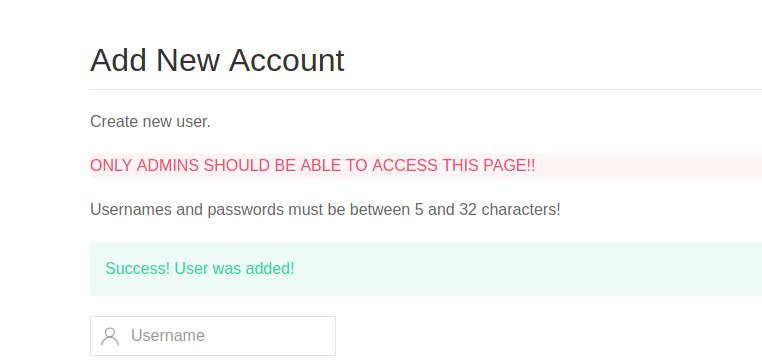 Add New Account
Create new user.
ONLY ADMINS SHOULD BE ABLE TO ACCESS THIS PAGE!!
Usernames and passwords must be between 5 and 32 characters!
Success! User was added!
Username